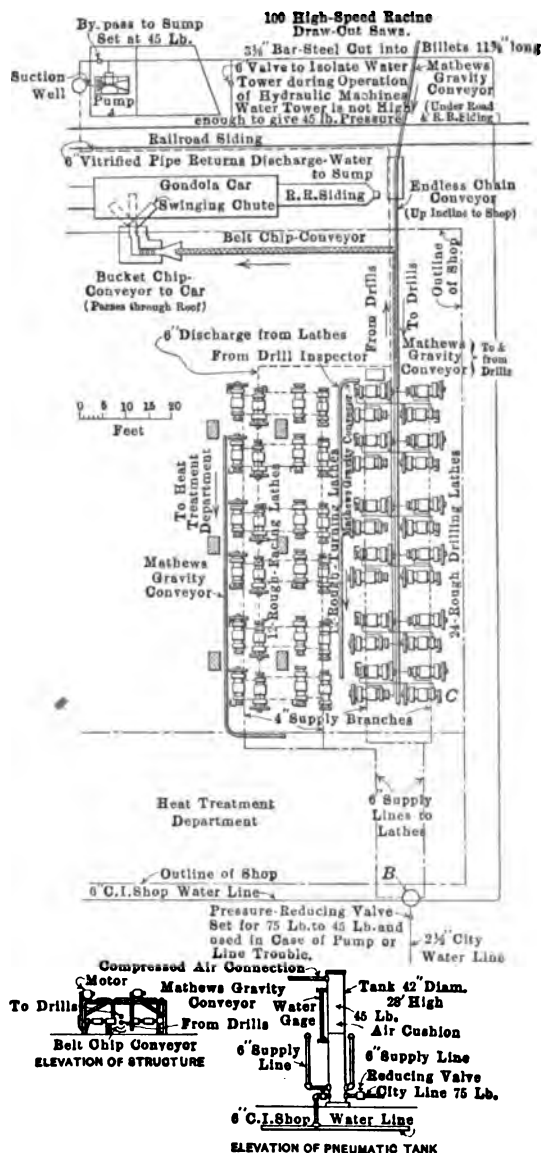 By-pass to Sump
Set at 45 Lb.
100 High-Speed Racine
Draw-Cut Saws.
3¼" Bar-Steel Cut into
Billets 11⅜" long
Suction
Well
Pump
6" Valve to Isolate Water
Tower during Operation
of Hydraulic Machines
Water Tower is not High
enough to give 45 lb. Pressure
Mathews
Gravity
Conveyor
(Under Road
& R.R. Siding)
Railroad Siding
6" Vitrified Pipe Returns Discharge-Water
to Sump
Gondola Car
Swinging Chute
R.R. Siding
Endless Chain
Conveyor
(Up Incline to Shop)
Belt Chip-Conveyor
Bucket Chip-
Conveyor to Car
(Passes through Roof)
Outline
of Shop
From Drills
To Drills
6" Discharge from Lathes
From Drill Inspector
Mathews
Gravity
Conveyor
To &
from
Drills
0 5 10 15 20
Feet
To Heat
Treatment
Department
Mathews
Gravity
Conveyor
12-Rough-Facing Lathes
Rough-Turning Lathes
Mathews Gravity Conveyor
24-Rough Drilling Lathes
C
4" Supply Branches
Heat Treatment
Department
6" Supply
Lines to
Lathes
Outline of Shop
B
6" C.I. Shop Water Line
Pressure-Reducing Valve
Set for 75 Lb. to 45 Lb. and
used in Case of Pump or
Line Trouble.
2½" City
Water Line
Compressed Air Connection
Motor
Mathews Gravity
Conveyor
To Drills
From Drills
Belt Chip Conveyor
ELEVATION OF STRUCTURE
Water
Gage
Tank 42" Diam.
28' High
45 Lb.
Air Cushion
6" Supply
Line
6" Supply Line
Reducing Valve
City Line 75 Lb.
6" C.I. Shop Water Line
ELEVATION OF PNEUMATIC TANK